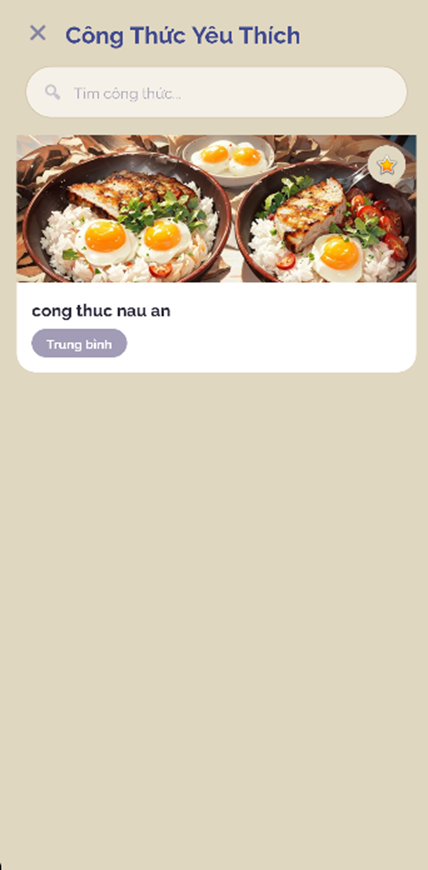 Công Thức Yêu Thích
Tìm công thức...
cong thuc nau an
Trung bình